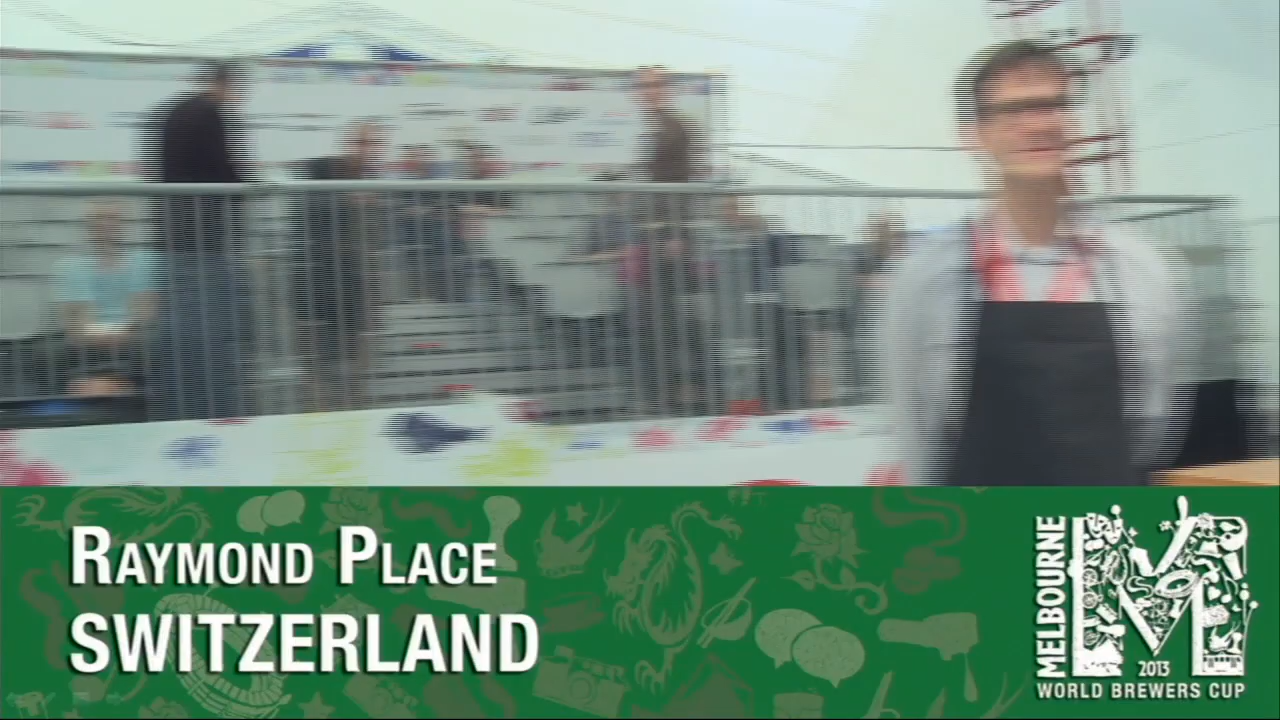 Raymond Place
SWITZERLAND
MELBOURNE
2013
WORLD BREWERS CUP